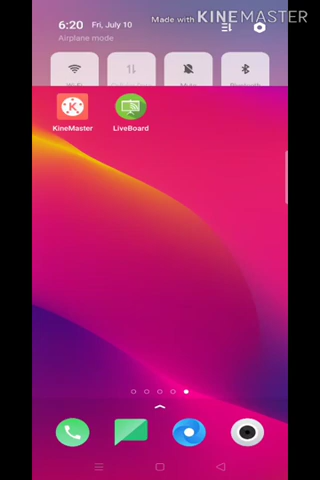 Made with KINEMASTER
6:20 Fri, July 10
Airplane mode
KineMaster LiveBoard